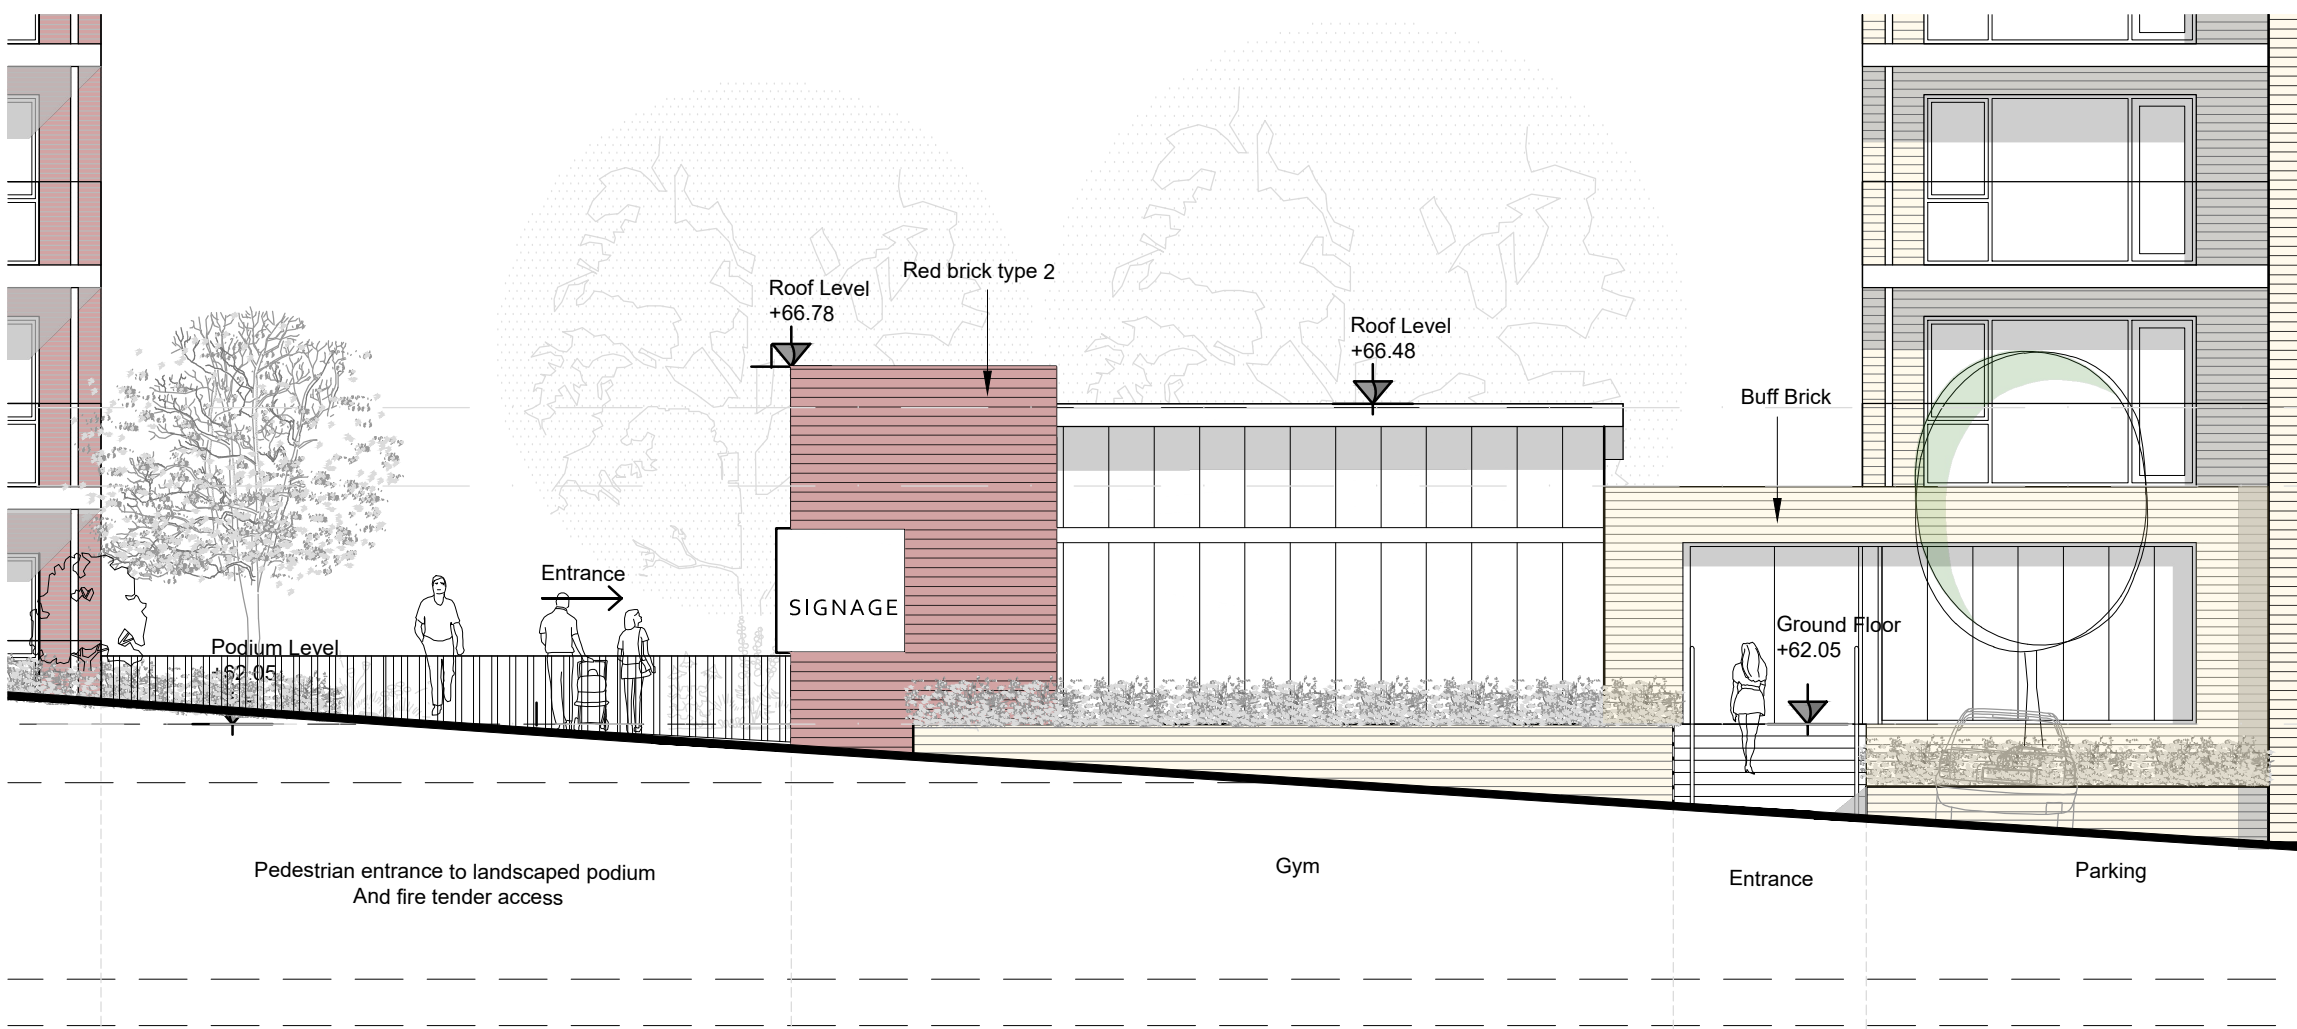 Red brick type 2
Roof Level
+66.78
Roof Level
+66.48
Buff Brick
Entrance
SIGNAGE
Ground Floor
+62.05
Podium Level
+62.05
Pedestrian entrance to landscaped podium
And fire tender access
Gym
Entrance
Parking